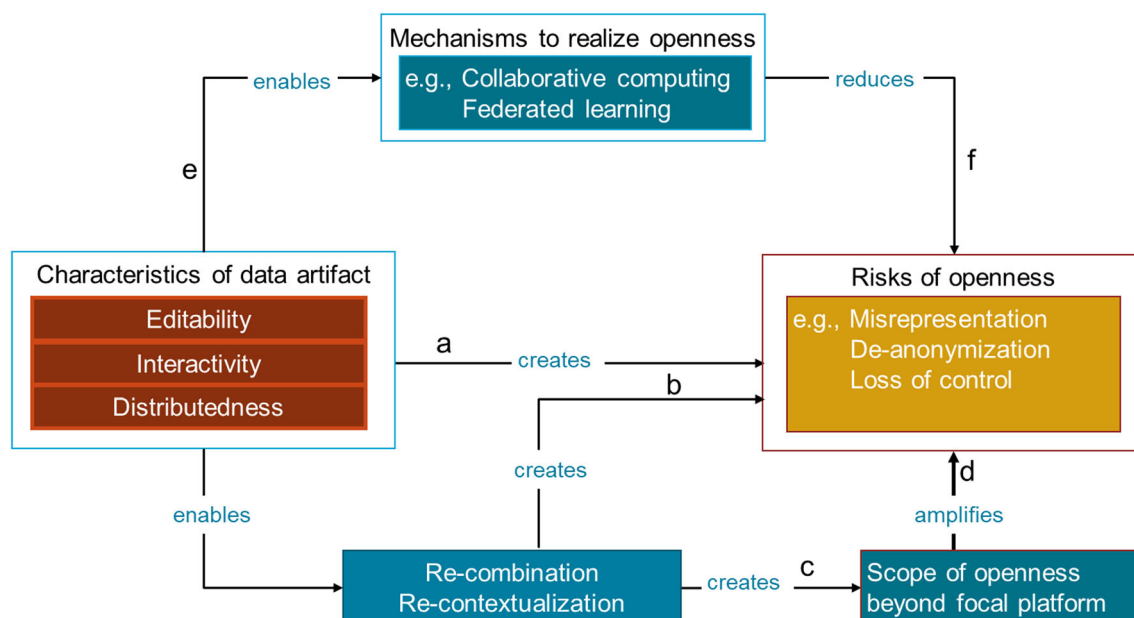 Mechanisms to realize openness
e.g., Collaborative computing
Federated learning
enables
reduces
e
f
Characteristics of data artifact
Editability
Interactivity
Distributedness
a
creates
b
Risks of openness
e.g., Misrepresentation
De-anonymization
Loss of control
creates
d
enables
amplifies
Re-combination
Re-contextualization
creates
c
Scope of openness
beyond focal platform